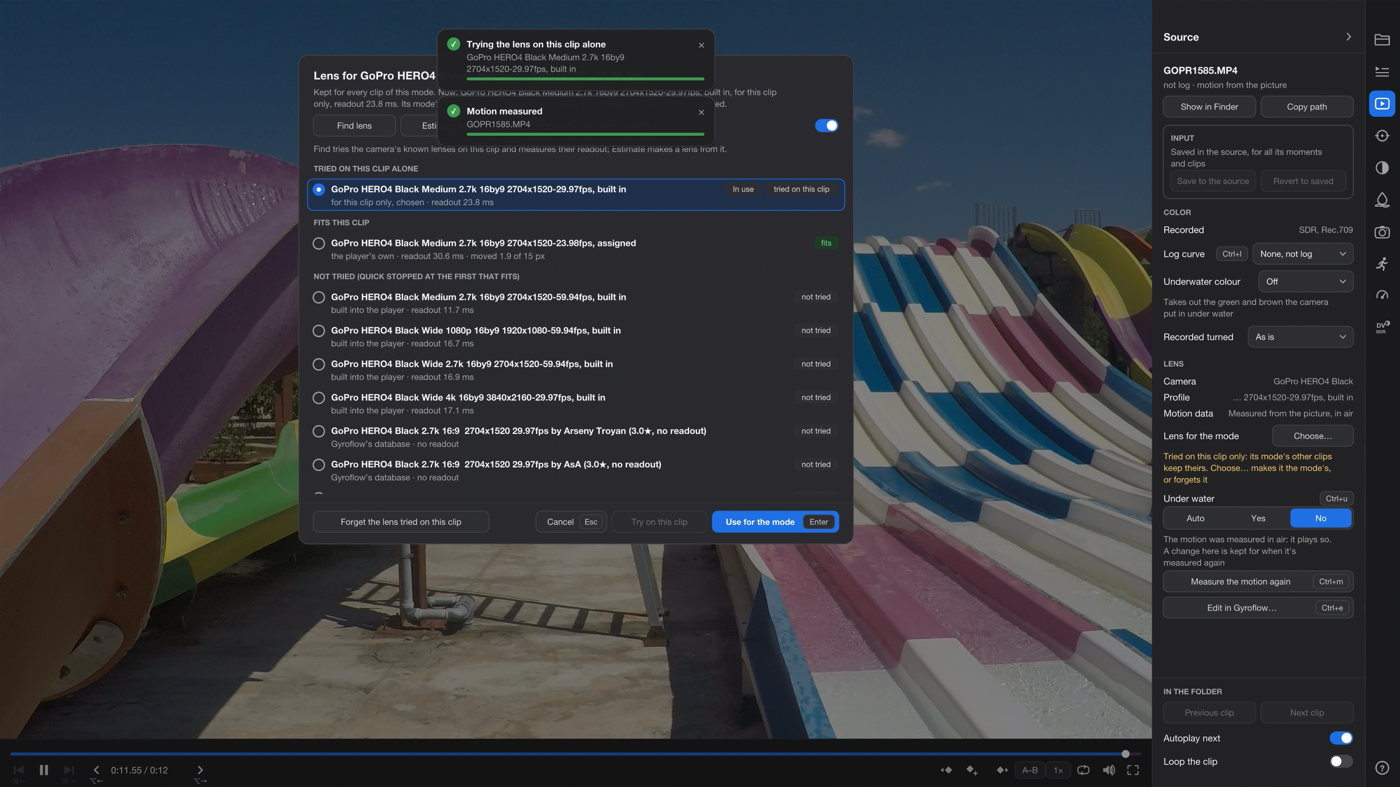 Trying the lens on this clip alone
GoPro HERO4 Black Medium 2.7k 16by9
2704x1520-29.97fps, built in
Motion measured
GOPR1585.MP4
Lens for GoPro HERO4
Kept for every clip of this mode. Now: GoPro HERO4 Black Medium 2.7k 16by9 2704x1520-29.97fps, built in, for this clip
only, readout 23.8 ms. Its mode'
Find lens
Esti
Find tries the camera's known lenses on this clip and measures their readout; Estimate makes a lens from it.
TRIED ON THIS CLIP ALONE
GoPro HERO4 Black Medium 2.7k 16by9 2704x1520-29.97fps, built in
In use
tried on this clip
for this clip only, chosen · readout 23.8 ms
FITS THIS CLIP
GoPro HERO4 Black Medium 2.7k 16by9 2704x1520-23.98fps, assigned
fits
the player's own · readout 30.6 ms · moved 1.9 of 15 px
NOT TRIED (QUICK STOPPED AT THE FIRST THAT FITS)
GoPro HERO4 Black Medium 2.7k 16by9 2704x1520-59.94fps, built in
not tried
built into the player · readout 11.7 ms
GoPro HERO4 Black Wide 1080p 16by9 1920x1080-59.94fps, built in
not tried
built into the player · readout 16.7 ms
GoPro HERO4 Black Wide 2.7k 16by9 2704x1520-59.94fps, built in
not tried
built into the player · readout 16.9 ms
GoPro HERO4 Black Wide 4k 16by9 3840x2160-29.97fps, built in
not tried
built into the player · readout 17.1 ms
GoPro HERO4 Black 2.7k 16:9 2704x1520 29.97fps by Arseny Troyan (3.0★, no readout)
not tried
Gyroflow's database · no readout
GoPro HERO4 Black 2.7k 16:9 2704x1520 29.97fps by AsA (3.0★, no readout)
not tried
Gyroflow's database · no readout
Forget the lens tried on this clip
Cancel Esc
Try on this clip
Use for the mode Enter
0:11.55 / 0:12
A–B
1x
Source
GOPR1585.MP4
not log · motion from the picture
Show in Finder
Copy path
INPUT
Saved in the source, for all its moments
and clips
Save to the source
Revert to saved
COLOR
Recorded
SDR, Rec.709
Log curve
Ctrl+l
None, not log
Underwater colour
Off
Takes out the green and brown the camera
put in under water
Recorded turned
As is
LENS
Camera
GoPro HERO4 Black
Profile
… 2704x1520-29.97fps, built in
Motion data
Measured from the picture, in air
Lens for the mode
Choose…
Tried on this clip only: its mode's other clips
keep theirs. Choose… makes it the mode's,
or forgets it
Under water
Ctrl+u
Auto
Yes
No
The motion was measured in air: it plays so.
A change here is kept for when it's
measured again
Measure the motion again
Ctrl+m
Edit in Gyroflow…
Ctrl+e
IN THE FOLDER
Previous clip
Next clip
Autoplay next
Loop the clip
DV
SDR